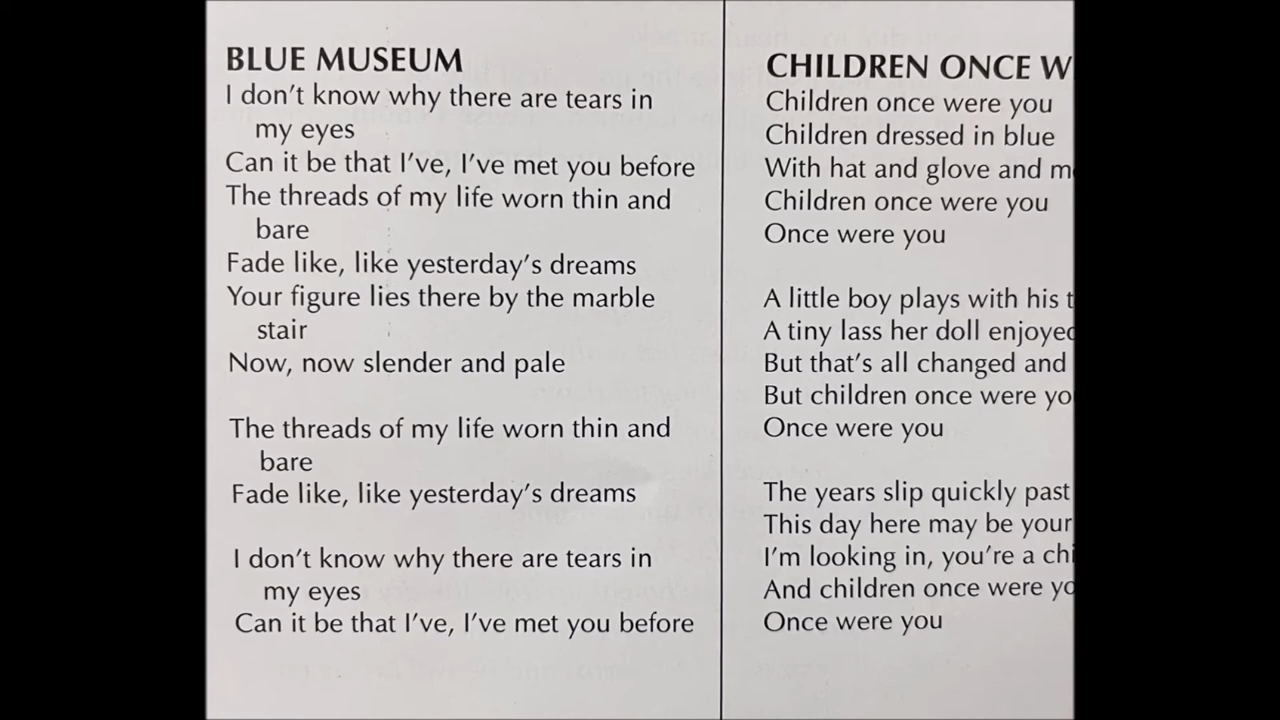 BLUE MUSEUM
I don't know why there are tears in
my eyes
Can it be that I've, I've met you before
The threads of my life worn thin and
bare
Fade like, like yesterday's dreams
Your figure lies there by the marble
stair
Now, now slender and pale
The threads of my life worn thin and
bare
Fade like, like yesterday's dreams
I don't know why there are tears in
my eyes
Can it be that I've, I've met you before
CHILDREN ONCE W
Children once were you
Children dressed in blue
With hat and glove and
Children once were you
Once were you
A little boy plays with his
A tiny lass her doll enjoyed
But that's all changed and
But children once were yo
Once were you
The years slip quickly past
This day here may be your
I'm looking in, you're a chi
And children once were yo
Once were you